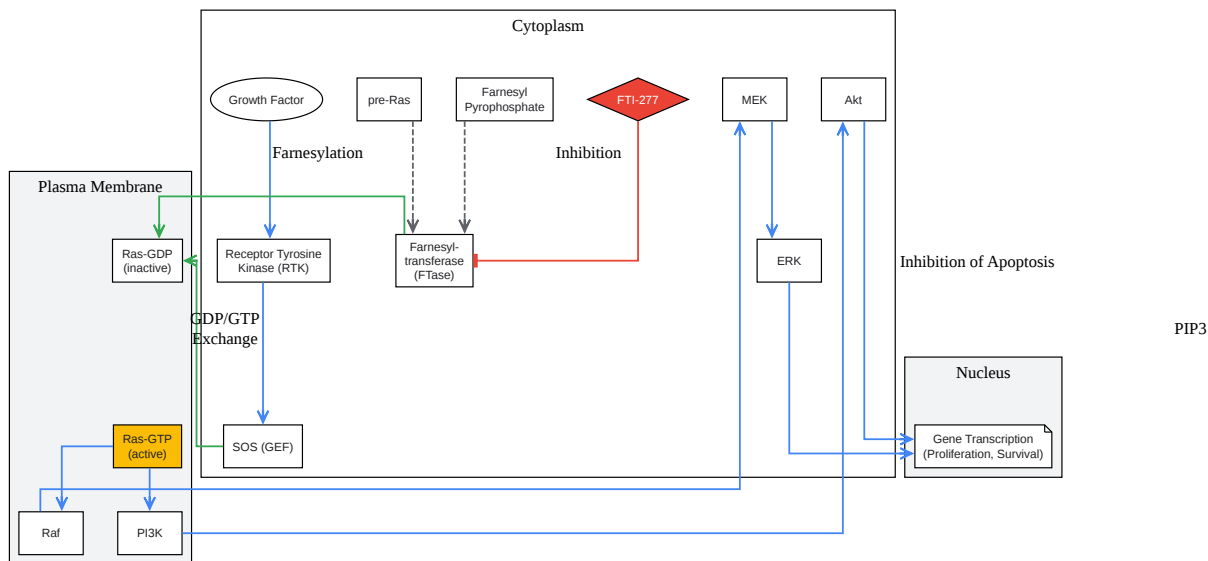 Cytoplasm
Growth Factor
pre-Ras
Farnesyl
Pyrophosphate
FTI-277
MEK
Akt
Farnesylation
Inhibition
Plasma Membrane
Ras-GDP
(inactive)
Receptor Tyrosine
Kinase (RTK)
Farnesyl-
transferase
(FTase)
ERK
Inhibition of Apoptosis
GDP/GTP
Exchange
PIP3
Nucleus
Ras-GTP
(active)
SOS (GEF)
Gene Transcription
(Proliferation, Survival)
Raf
PI3K